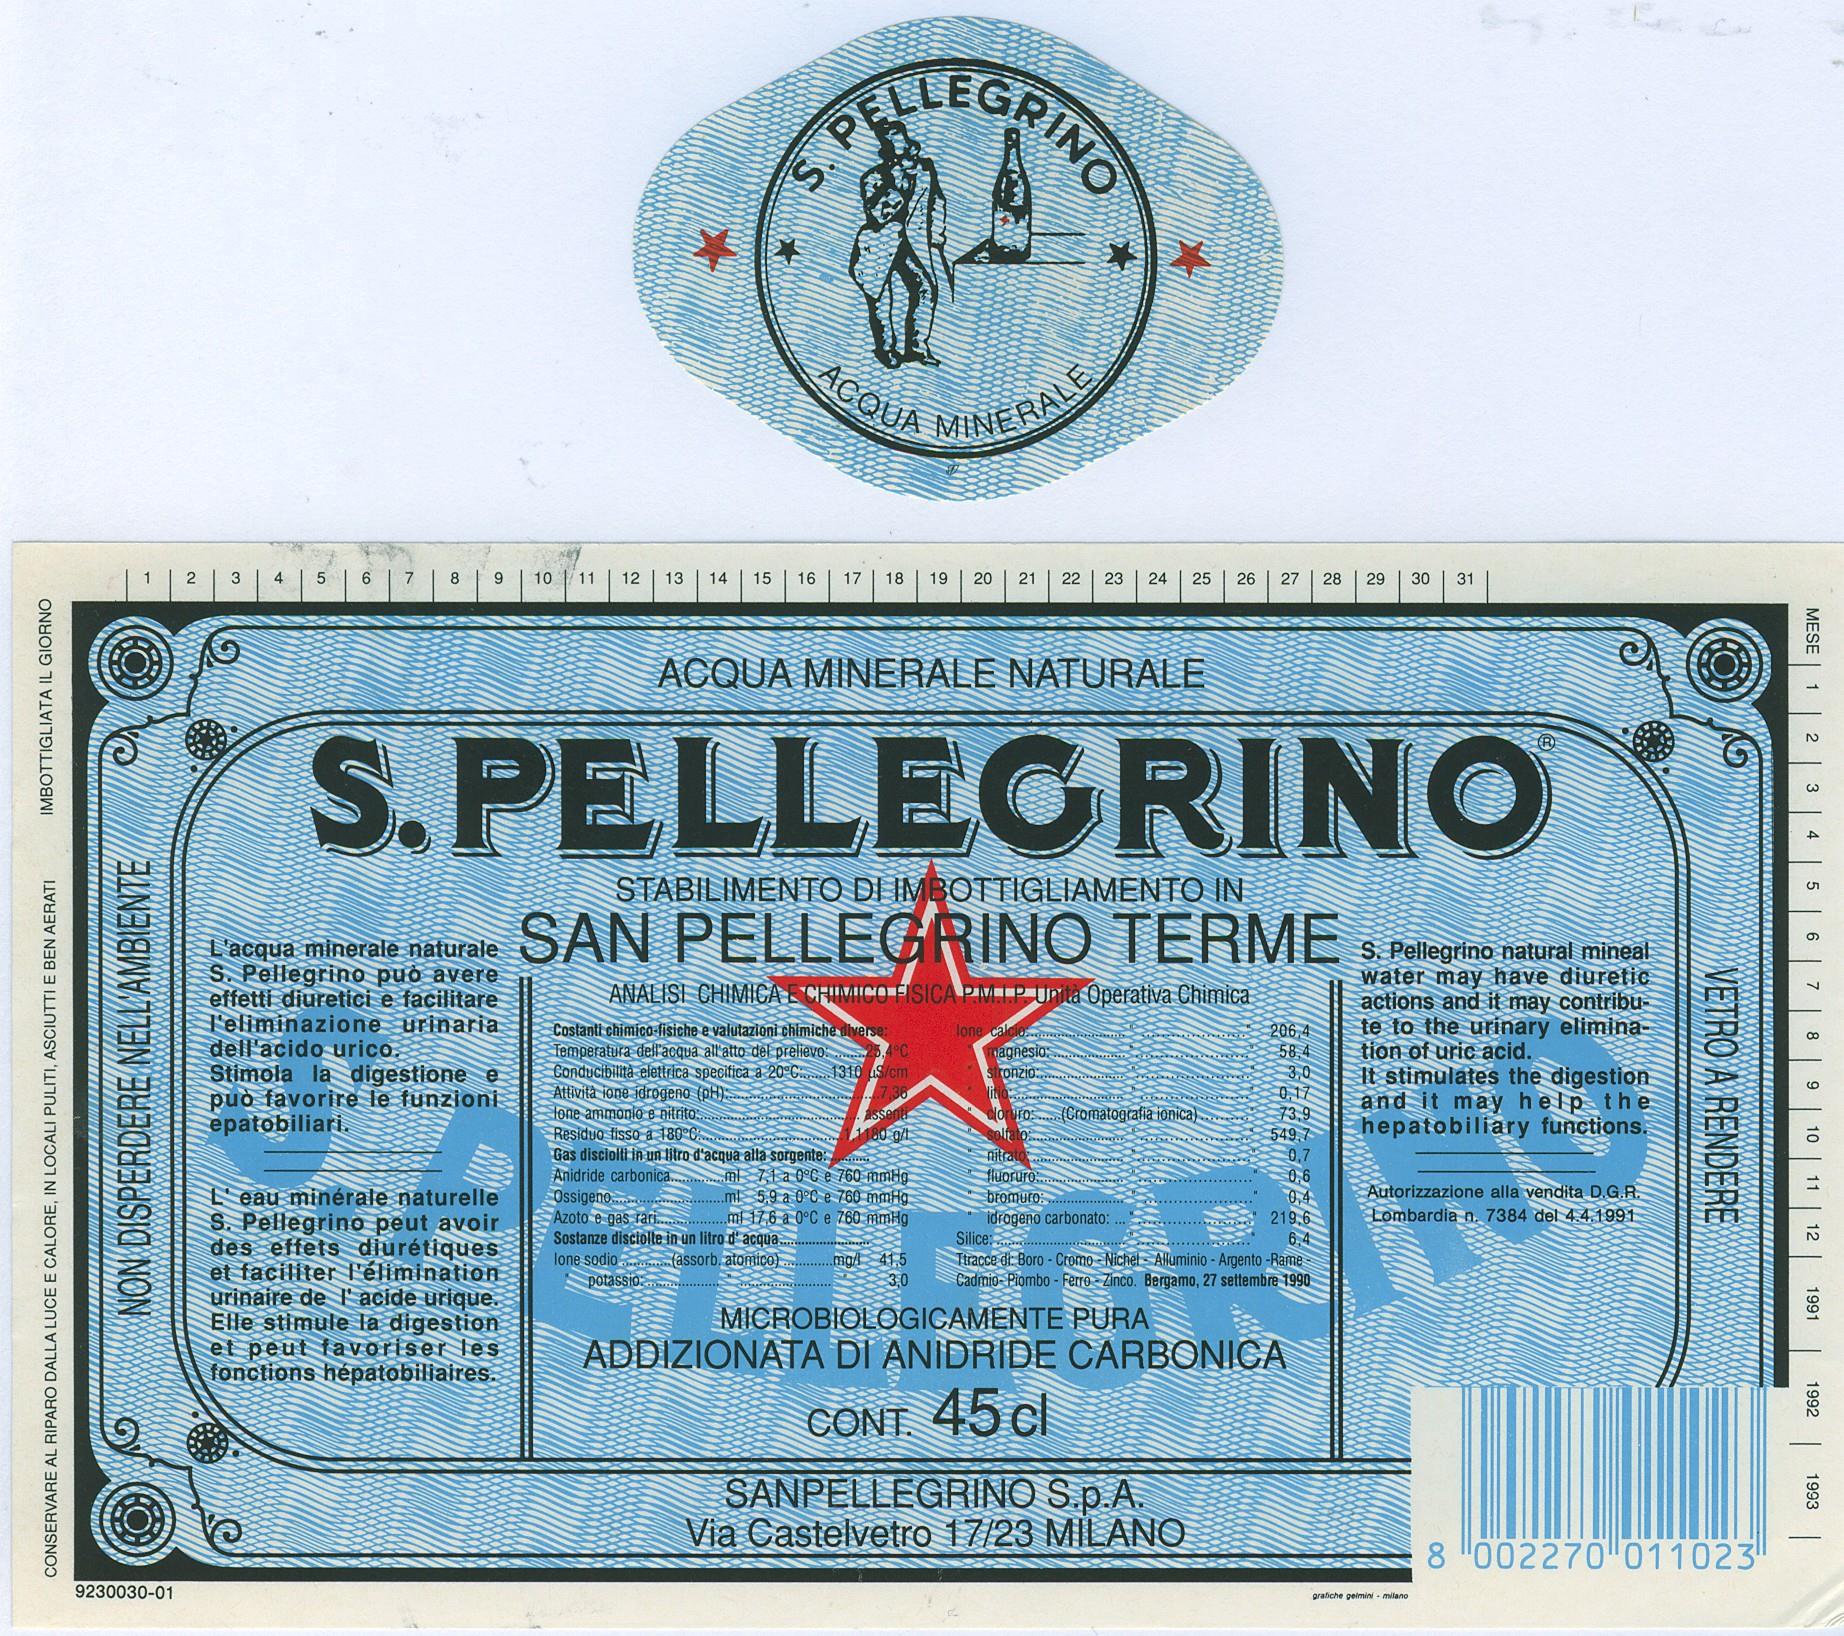 S. PELLEGRINO
ACQUA MINERALE
1 2 3 4 5 6 7 8 9 10 11 12 13 14 15 16 17 18 19 20 21 22 23 24 25 26 27 28 29 30 31
IMBOTTIGLIATA IL GIORNO
CONSERVARE AL RIPARO DALLA LUCE E CALORE, IN LOCALI PULITI, ASCIUTTI E BEN AERATI
MESE 1 2 3 4 5 6 7 8 9 10 11 12 1991 1992 1993
NON DISPERDERE NELL'AMBIENTE
VETRO A RENDERE
ACQUA MINERALE NATURALE
S. PELLEGRINO®
STABILIMENTO DI IMBOTTIGLIAMENTO IN
SAN PELLEGRINO TERME
L'acqua minerale naturale
S. Pellegrino può avere
effetti diuretici e facilitare
l'eliminazione urinaria
dell'acido urico.
Stimola la digestione e
può favorire le funzioni
epatobiliari.
L' eau minérale naturelle
S. Pellegrino peut avoir
des effets diurétiques
et faciliter l'élimination
urinaire de l' acide urique.
Elle stimule la digestion
et peut favoriser les
fonctions hépatobiliaires.
ANALISI CHIMICA E CHIMICO FISICA P.M.I.P. Unità Operativa Chimica
Costanti chimico-fisiche e valutazioni chimiche diverse:
Temperatura dell'acqua all'atto del prelievo: ........25,4°C
Conducibilità elettrica specifica a 20°C:.......1310 µS/cm
Attività ione idrogeno (pH):..........7,36
Ione ammonio e nitrito:.......... assenti
Residuo fisso a 180°C:..........1,1180 g/l
Gas disciolti in un litro d'acqua alla sorgente:..........
Anidride carbonica..........ml 7,1 a 0°C e 760 mmHg
Ossigeno:..........ml 5,9 a 0°C e 760 mmHg
Azoto e gas rari..........ml 17,6 a 0°C e 760 mmHg
Sostanze disciolte in un litro d' acqua..........
Ione sodio ..........(assorb. atomico) ..........mg/l 41,5
" potassio: .......... " .......... " 3,0
Ione calcio:.......... " .......... " 206,4
" magnesio: .......... " .......... " 58,4
" stronzio:.......... " .......... " 3,0
" litio:.......... " .......... " 0,17
" cloruro:.....(Cromatografia ionica).......... " 73,9
" solfato:.......... " .......... " 549,7
" nitrato:.......... " .......... " 0,7
" fluoruro:.......... " .......... " 0,6
" bromuro:.......... " .......... " 0,4
" idrogeno carbonato: ... " .......... " 219,6
Silice:.......... " .......... " 6,4
Ttracce di: Boro - Cromo - Nichel - Alluminio - Argento -Rame -
Cadmio- Piombo - Ferro - Zinco. Bergamo, 27 settembre 1990
S. Pellegrino natural mineal
water may have diuretic
actions and it may contribu-
te to the urinary elimina-
tion of uric acid.
It stimulates the digestion
and it may help the
hepatobiliary functions.
Autorizzazione alla vendita D.G.R.
Lombardia n. 7384 del 4.4.1991
S. PELLEGRINO
MICROBIOLOGICAMENTE PURA
ADDIZIONATA DI ANIDRIDE CARBONICA
CONT. 45 cl
SANPELLEGRINO S.p.A.
Via Castelvetro 17/23 MILANO
8 002270 011023
9230030-01
grafiche gelmini - milano